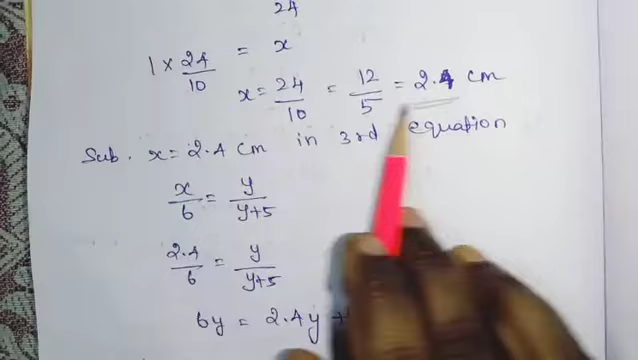 24
1 × 24/10 = x
x = 24/10 = 12/5 = 2.4 cm
Sub. x = 2.4 cm in 3rd equation
x/6 = y/y+5
2.4/6 = y/y+5
6y = 2.4y +